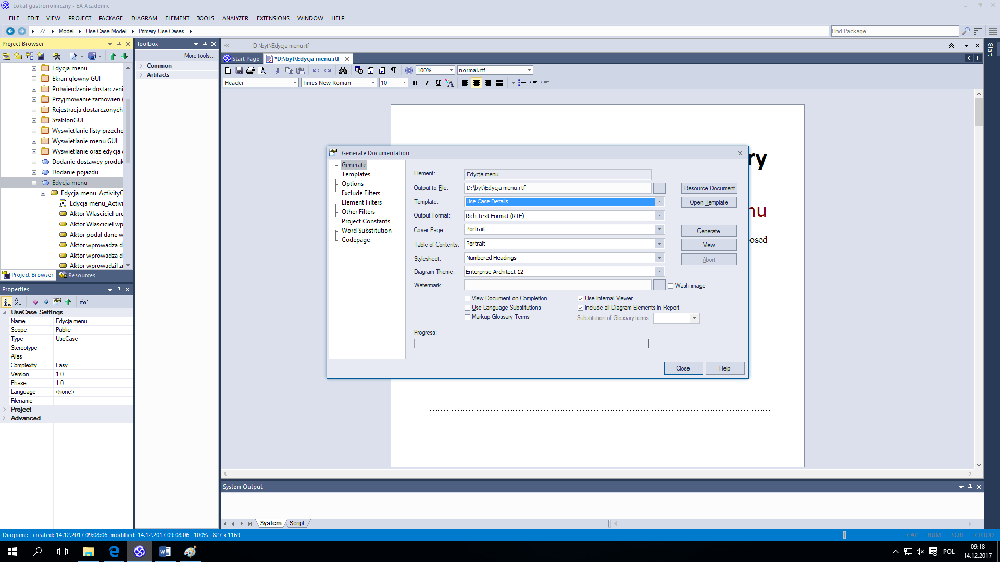 Lokal gastronomiczny - EA Academic
FILE EDIT VIEW PROJECT PACKAGE DIAGRAM ELEMENT TOOLS ANALYZER EXTENSIONS WINDOW HELP
// Model Use Case Model Primary Use Cases
Find Package
Project Browser
Edycja menu
Ekran glowny GUI
Potwierdzenie dostarczeni
Przyjmowanie zamowien (
Rejestracja dostarczonych
SzablonGUI
Wyswietlanie listy przecho
Wyswietlanie menu GUI
Wyswietlanie oraz edycja d
Dodanie dostawcy produk
Dodanie pojazdu
Edycja menu
Edycja menu_ActivityG
Edycja menu_Activi
Aktor Wlasciciel uru
Aktor Wlasciciel wp
Aktor podal dane w
Aktor wprowadza da
Aktor wprowadza da
Aktor wprowadzil zr
Project Browser Resources
Properties
UseCase Settings
Name Edycja menu
Scope Public
Type UseCase
Stereotype
Alias
Complexity Easy
Version 1.0
Phase 1.0
Language <none>
Filename
Project
Advanced
Toolbox
More tools...
Common
Artifacts
D:\byt\Edycja menu.rtf
Start Page *D:\byt\Edycja menu.rtf
100% normal.rtf
Header Times New Roman 10 B I U A
Start
ry
nu
posed
Generate Documentation
Generate
Templates
Options
Exclude Filters
Element Filters
Other Filters
Project Constants
Word Substitution
Codepage
Element: Edycja menu
Output to File: D:\byt\Edycja menu.rtf ... Resource Document
Template: Use Case Details Open Template
Output Format: Rich Text Format (RTF)
Cover Page: Portrait Generate
Table of Contents: Portrait View
Stylesheet: Numbered Headings Abort
Diagram Theme: Enterprise Architect 12
Watermark: ... Wash image
View Document on Completion Use Internal Viewer
Use Language Substitutions Include all Diagram Elements in Report
Markup Glossary Terms Substitution of Glossary terms
Progress:
Close Help
System Output
System Script
Diagram:: created: 14.12.2017 09:08:06 modified: 14.12.2017 09:08:06 100% 827 x 1169
CAP NUM SCRL CLOUD
POL
09:18
14.12.2017